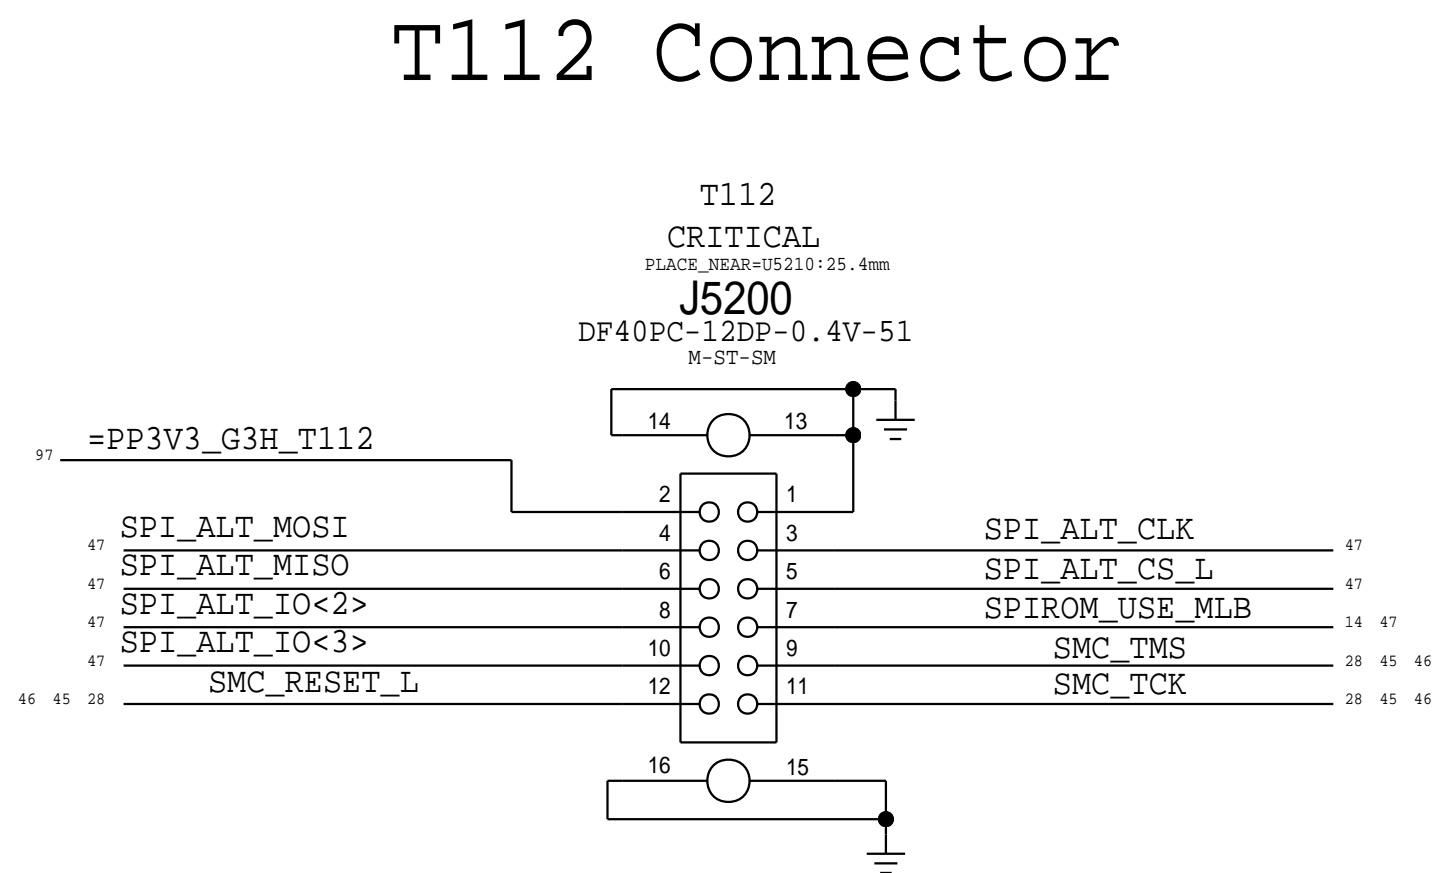 T112 Connector
T112
CRITICAL
PLACE_NEAR=U5210:25.4mm
J5200
DF40PC-12DP-0.4V-51
M-ST-SM
14 13
97 =PP3V3_G3H_T112
2 1
47 SPI_ALT_MOSI 4 3 SPI_ALT_CLK 47
47 SPI_ALT_MISO 6 5 SPI_ALT_CS_L 47
47 SPI_ALT_IO<2> 8 7 SPIROM_USE_MLB 14 47
47 SPI_ALT_IO<3> 10 9 SMC_TMS 28 45 46
46 45 28 SMC_RESET_L 12 11 SMC_TCK 28 45 46
16 15